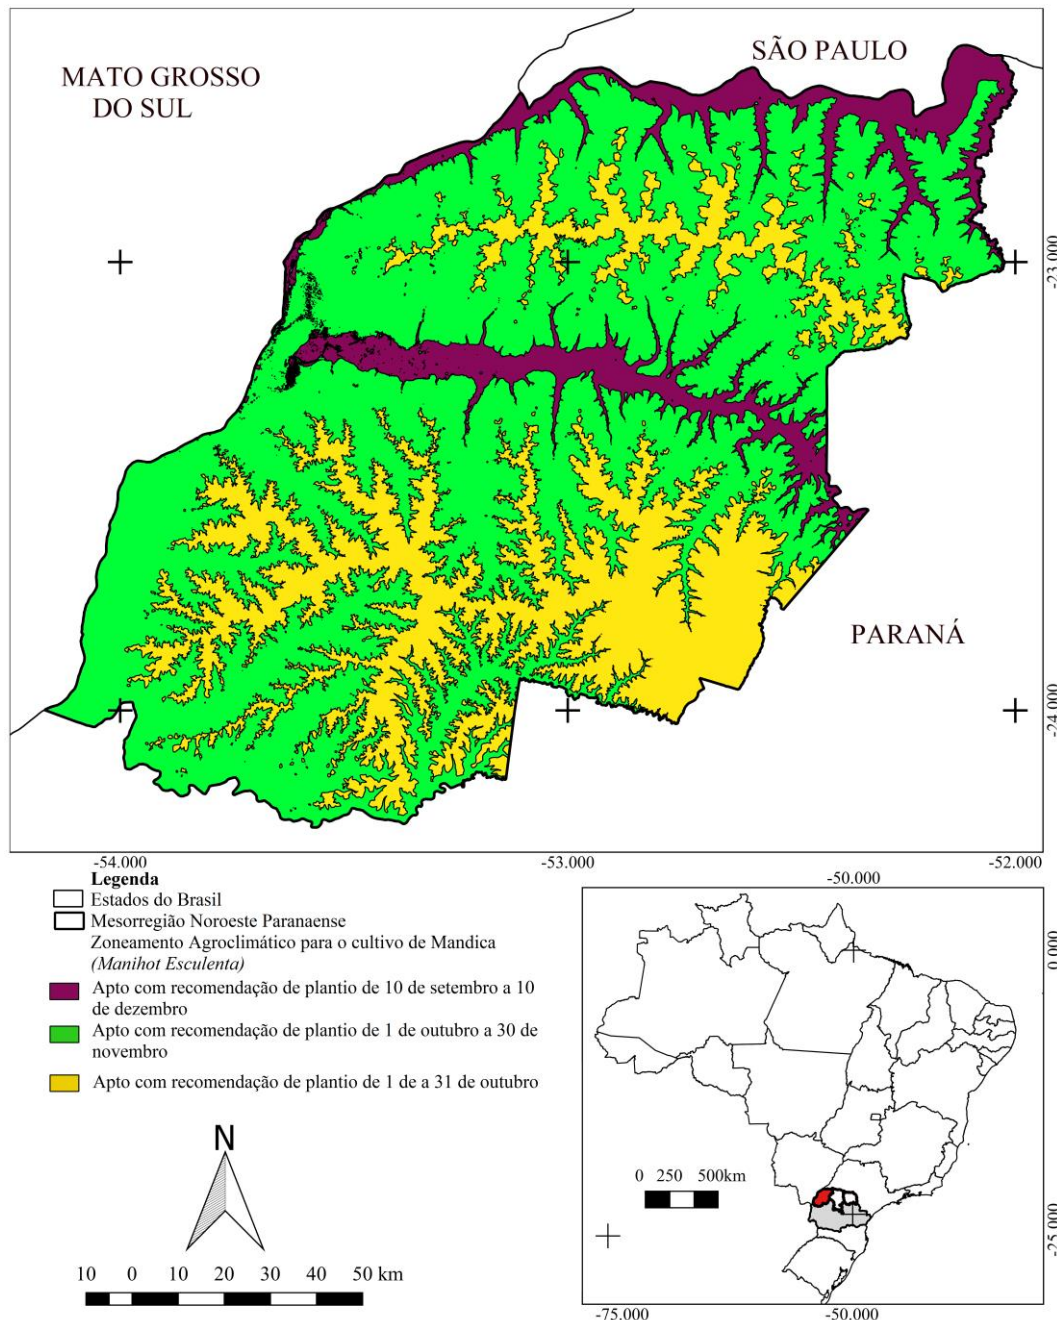 SÃO PAULO
MATO GROSSO
DO SUL
-23.000
PARANÁ
-24.000
-54.000
-53.000
-52.000
Legenda
Estados do Brasil
Mesorregião Noroeste Paranaense
Zoneamento Agroclimático para o cultivo de Mandica
(Manihot Esculenta)
Apto com recomendação de plantio de 10 de setembro a 10
de dezembro
Apto com recomendação de plantio de 1 de outubro a 30 de
novembro
Apto com recomendação de plantio de 1 de a 31 de outubro
N
10 0 10 20 30 40 50 km
-50.000
0.000
0 250 500km
-25.000
-75.000
-50.000